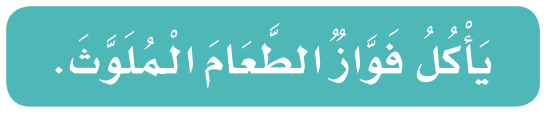 يَأْكُلُ فَوَّازٌ الطَّعَامَ الْمُلَوَّثَ.